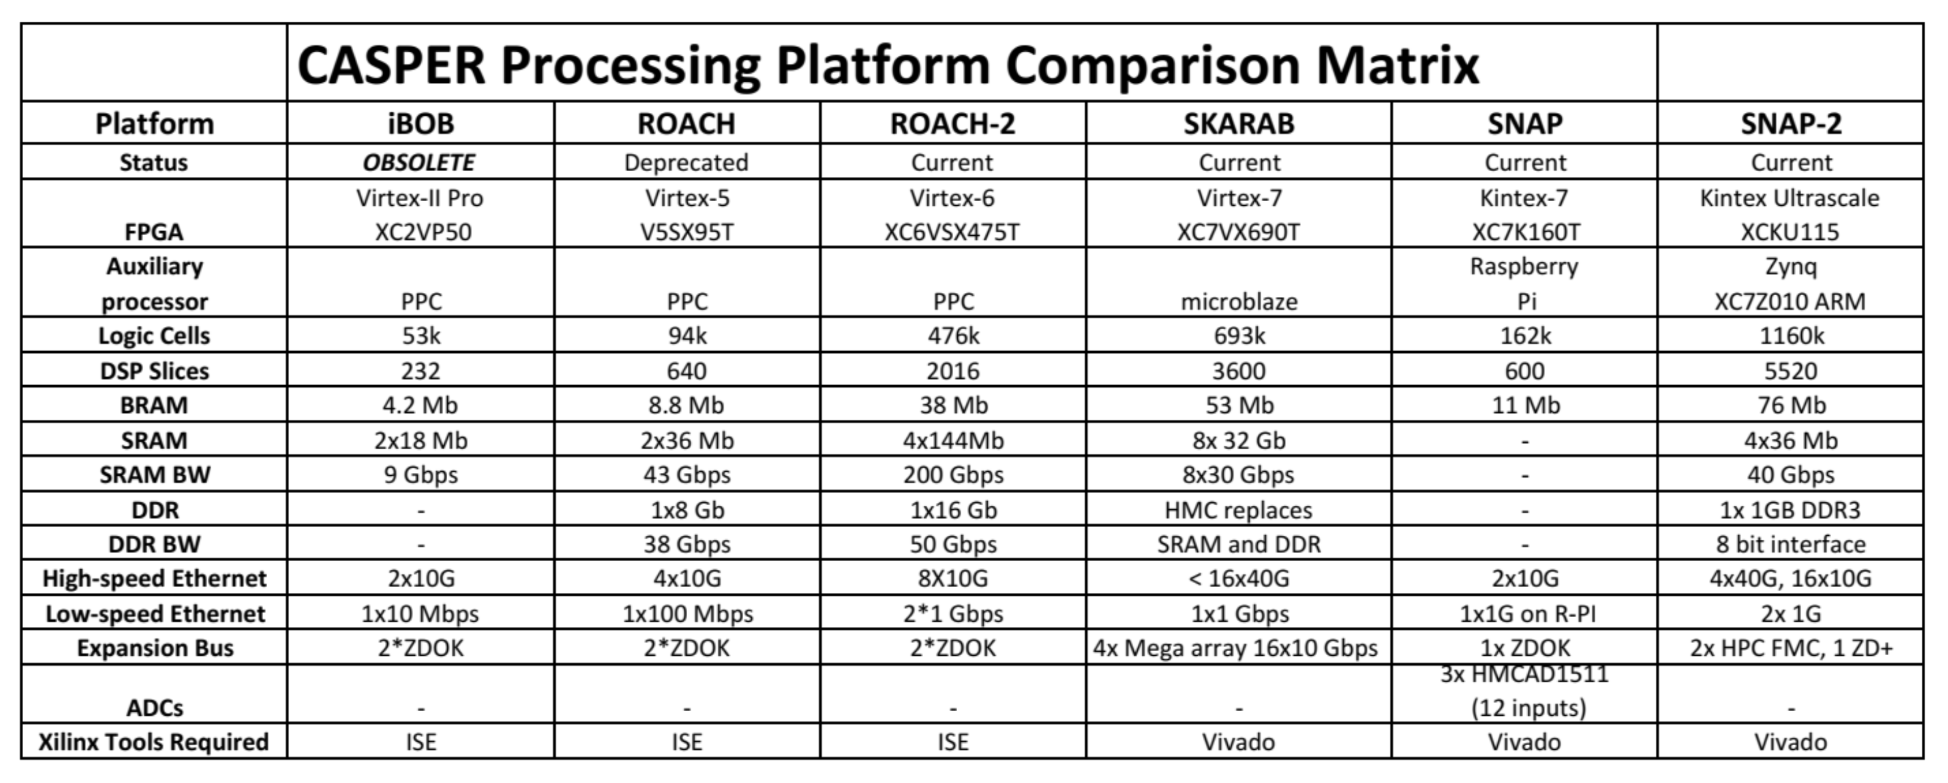 CASPER Processing Platform Comparison Matrix
Platform iBOB ROACH ROACH-2 SKARAB SNAP SNAP-2
Status OBSOLETE Deprecated Current Current Current Current
Virtex-II Pro Virtex-5 Virtex-6 Virtex-7 Kintex-7 Kintex Ultrascale
FPGA XC2VP50 V5SX95T XC6VSX475T XC7VX690T XC7K160T XCKU115
Auxiliary Raspberry Zynq
processor PPC PPC PPC microblaze Pi XC7Z010 ARM
Logic Cells 53k 94k 476k 693k 162k 1160k
DSP Slices 232 640 2016 3600 600 5520
BRAM 4.2 Mb 8.8 Mb 38 Mb 53 Mb 11 Mb 76 Mb
SRAM 2x18 Mb 2x36 Mb 4x144Mb 8x 32 Gb - 4x36 Mb
SRAM BW 9 Gbps 43 Gbps 200 Gbps 8x30 Gbps - 40 Gbps
DDR - 1x8 Gb 1x16 Gb HMC replaces - 1x 1GB DDR3
DDR BW - 38 Gbps 50 Gbps SRAM and DDR - 8 bit interface
High-speed Ethernet 2x10G 4x10G 8X10G < 16x40G 2x10G 4x40G, 16x10G
Low-speed Ethernet 1x10 Mbps 1x100 Mbps 2*1 Gbps 1x1 Gbps 1x1G on R-PI 2x 1G
Expansion Bus 2*ZDOK 2*ZDOK 2*ZDOK 4x Mega array 16x10 Gbps 1x ZDOK 2x HPC FMC, 1 ZD+
3x HMCAD1511
ADCs - - - - (12 inputs) -
Xilinx Tools Required ISE ISE ISE Vivado Vivado Vivado